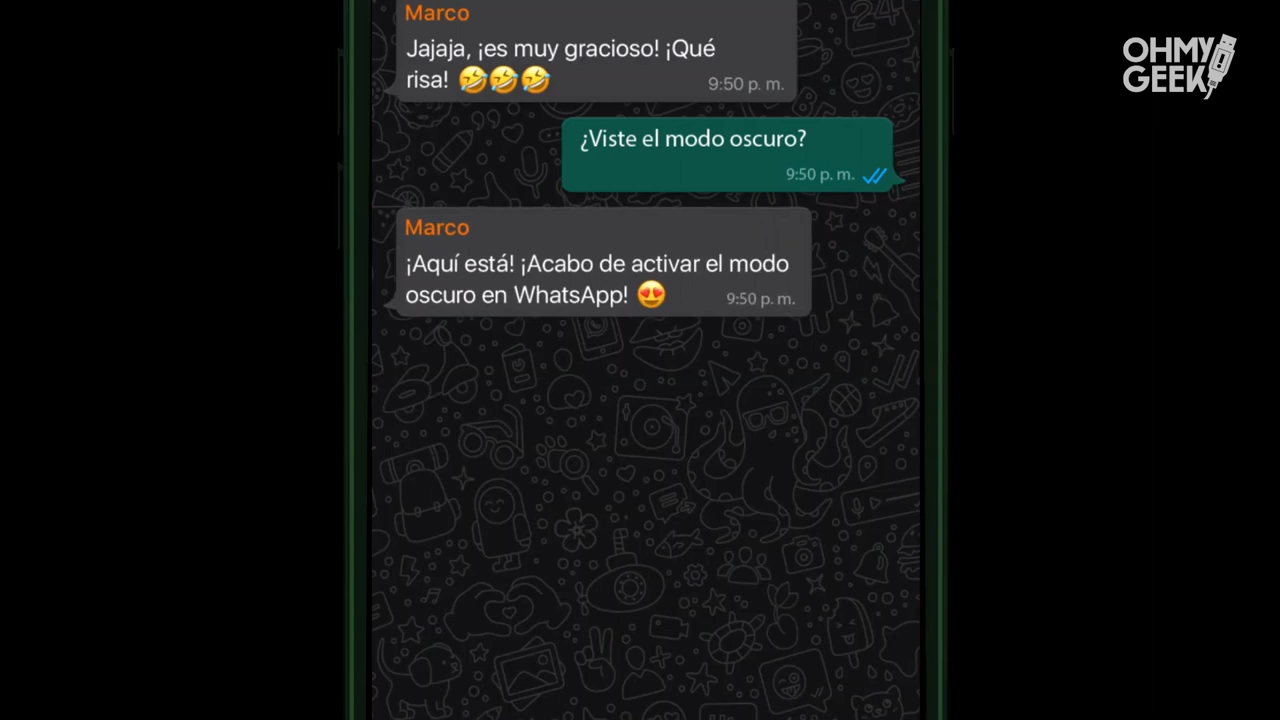 Marco
Jajaja, ¡es muy gracioso! ¡Qué
risa! 🤣🤣🤣
9:50 p. m.
¿Viste el modo oscuro?
9:50 p. m.
Marco
¡Aquí está! ¡Acabo de activar el modo
oscuro en WhatsApp! 😍
9:50 p. m.
OHMY
GEEK
24